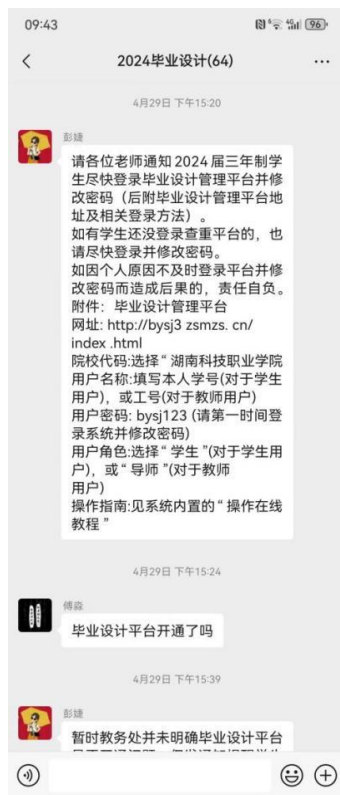 09:43
4G
96
2024毕业设计(64)
4月29日 下午15:20
彭婕
请各位老师通知2024届三年制学
生尽快登录毕业设计管理平台并修
改密码（后附毕业设计管理平台地
址及相关登录方法）。
如有学生还没登录查重平台的，也
请尽快登录并修改密码。
如因个人原因不及时登录平台并修
改密码而造成后果的，责任自负。
附件：毕业设计管理平台
网址: http://bysj3 zsmzs. cn/
index .html
院校代码:选择“ 湖南科技职业学院
用户名称:填写本人学号(对于学生
用户)，或工号(对于教师用户)
用户密码: bysj123 (请第一时间登
录系统并修改密码)
用户角色:选择“ 学生 ”(对于学生用
户)，或“ 导师 ”(对于教师
用户)
操作指南:见系统内置的“ 操作在线
教程 ”
4月29日 下午15:24
傅淼
毕业设计平台开通了吗
4月29日 下午15:39
彭婕
暂时教务处并未明确毕业设计平台